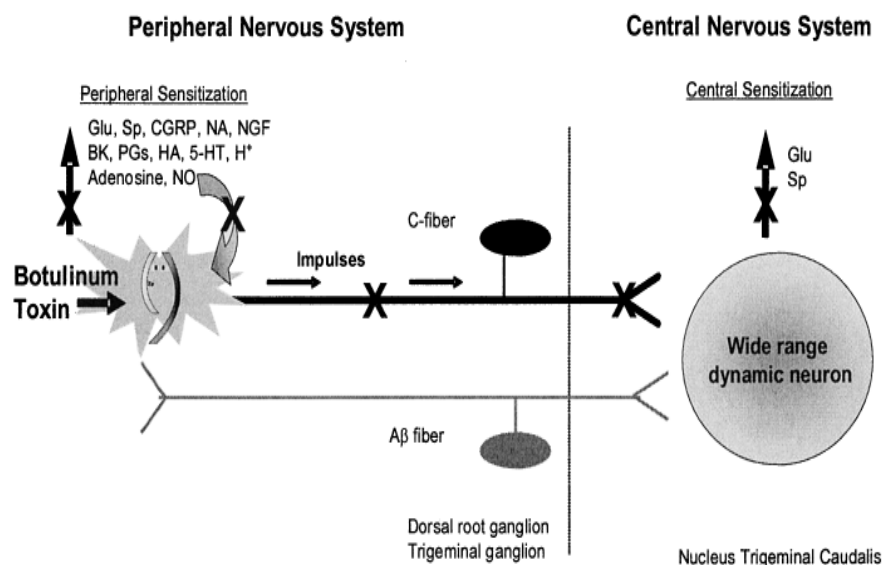 Peripheral Nervous System
Central Nervous System
Peripheral Sensitization
Glu, Sp, CGRP, NA, NGF
BK, PGs, HA, 5-HT, H⁺
Adenosine, NO
Central Sensitization
Glu
Sp
C-fiber
Impulses
Botulinum
Toxin
Wide range
dynamic neuron
Aβ fiber
Dorsal root ganglion
Trigeminal ganglion
Nucleus Trigeminal Caudalis